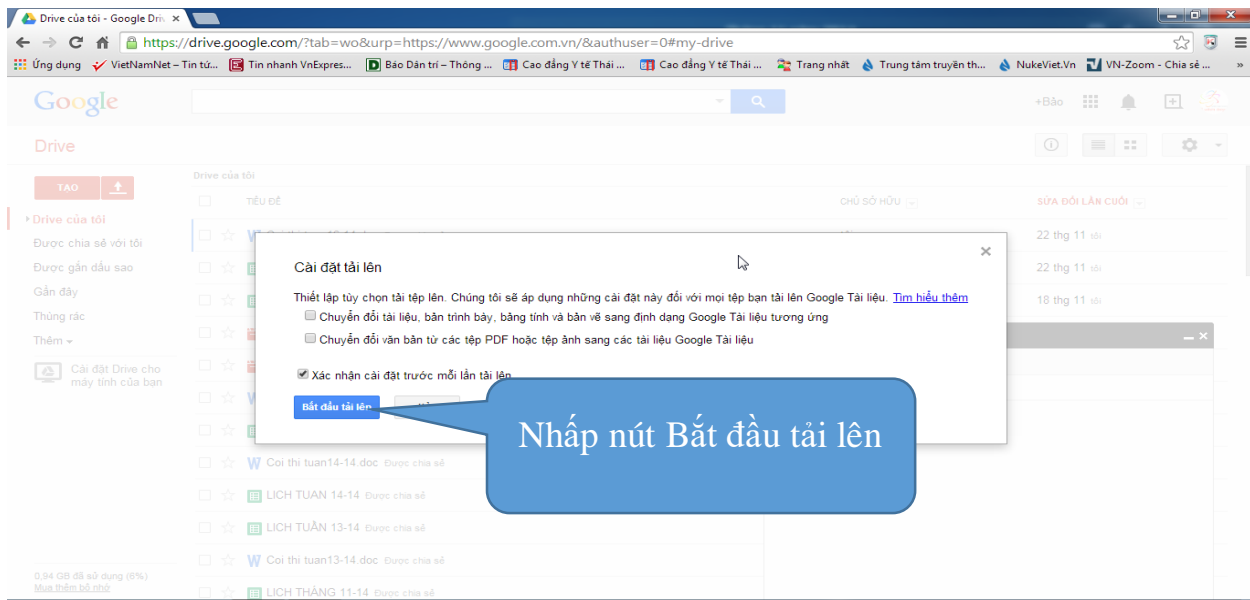 Drive của tôi - Google Driv
https://drive.google.com/?tab=wo&urp=https://www.google.com.vn/&authuser=0#my-drive
Ứng dụng VietNamNet – Tin tứ... Tin nhanh VnExpres... Báo Dân trí – Thông ... Cao đẳng Y tế Thái ... Cao đẳng Y tế Thái ... Trang nhất Trung tâm truyền th... NukeViet.Vn VN-Zoom - Chia sẻ ... »
Google +Bảo
Drive
TẠO
Drive của tôi
TIÊU ĐỀ CHỦ SỞ HỮU SỬA ĐỔI LẦN CUỐI
Drive của tôi
Được chia sẻ với tôi
Được gắn dấu sao
Gần đây
Thùng rác
Thêm
Cài đặt Drive cho
máy tính của bạn
22 thg 11 tôi
22 thg 11 tôi
18 thg 11 tôi
Cài đặt tải lên
Thiết lập tùy chọn tải tệp lên. Chúng tôi sẽ áp dụng những cài đặt này đối với mọi tệp bạn tải lên Google Tài liệu. Tìm hiểu thêm
Chuyển đổi tài liệu, bản trình bày, bảng tính và bản vẽ sang định dạng Google Tài liệu tương ứng
Chuyển đổi văn bản từ các tệp PDF hoặc tệp ảnh sang các tài liệu Google Tài liệu
Xác nhận cài đặt trước mỗi lần tải lên
Bắt đầu tải lên
Nhấp nút Bắt đầu tải lên
Coi thi tuan14-14.doc Được chia sẻ
LICH TUAN 14-14 Được chia sẻ
LICH TUẦN 13-14 Được chia sẻ
Coi thi tuan13-14.doc Được chia sẻ
LICH THÁNG 11-14 Được chia sẻ
0,94 GB đã sử dụng (6%)
Mua thêm bộ nhớ